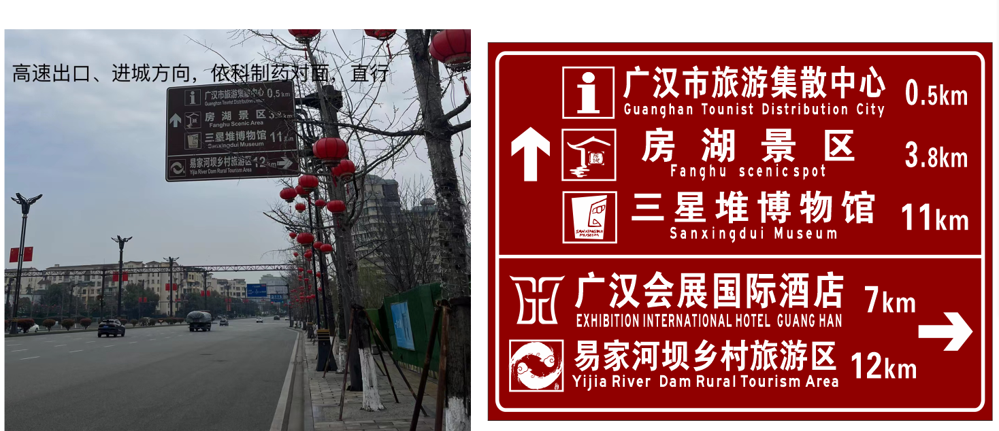 高速出口、进城方向，依科制药对面，直行
广汉市旅游集散中心 0.5km
Guanghan Tourist Distribution Center
房湖景区 3.8km
Fanghu Scenic Area
三星堆博物馆 11km
Sanxingdui Museum
易家河坝乡村旅游区 12km
Yijia River Dam Rural Tourism Area
广汉市旅游集散中心 0.5km
Guanghan Tounist Distribution City
房湖景区 3.8km
Fanghu scenic spot
SANXINGDUI
MUSEUM
三星堆博物馆 11km
Sanxingdui Museum
广汉会展国际酒店 7km
EXHIBITION INTERNATIONAL HOTEL GUANG HAN
易家河坝乡村旅游区 12km
Yijia River Dam Rural Tourism Area